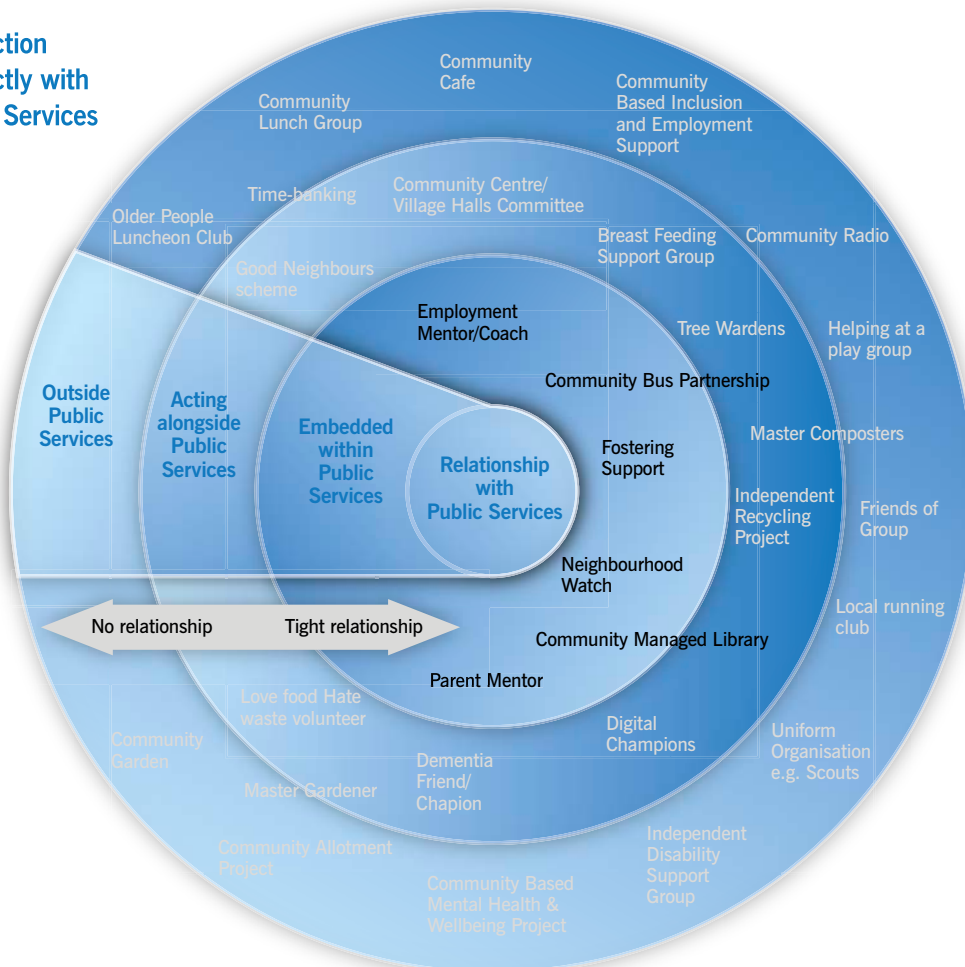 ction
ctly with
Services
Community
Cafe
Community
Lunch Group
Community
Based Inclusion
and Employment
Support
Time-banking
Community Centre/
Village Halls Committee
Older People
Luncheon Club
Breast Feeding
Support Group
Community Radio
Good Neighbours
scheme
Employment
Mentor/Coach
Tree Wardens
Helping at a
play group
Community Bus Partnership
Outside
Public
Services
Acting
alongside
Public
Services
Embedded
within
Public
Services
Relationship
with
Public Services
Fostering
Support
Master Composters
Independent
Recycling
Project
Friends of
Group
Neighbourhood
Watch
No relationship
Tight relationship
Community Managed Library
Local running
club
Parent Mentor
Love food Hate
waste volunteer
Community
Garden
Digital
Champions
Uniform
Organisation
e.g. Scouts
Master Gardener
Dementia
Friend/
Chapion
Community Allotment
Project
Independent
Disability
Support
Group
Community Based
Mental Health &
Wellbeing Project